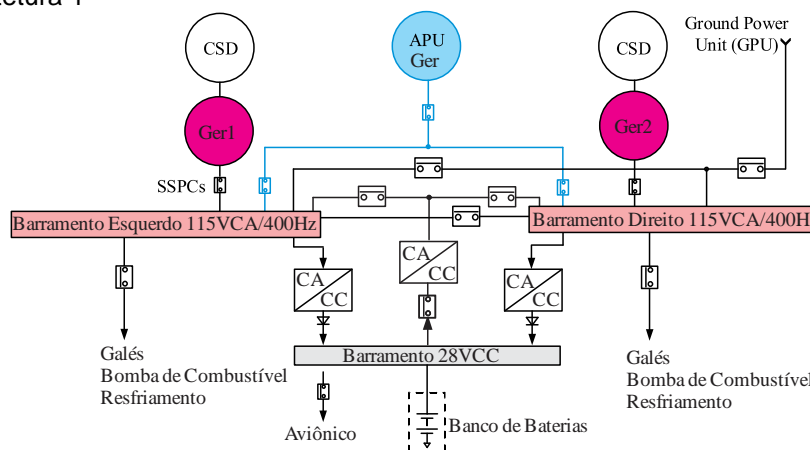 CSD
APU
Ger
CSD
Ground Power
Unit (GPU)
Ger1
Ger2
SSPCs
Barramento Esquerdo 115VCA/400Hz
Barramento Direito 115VCA/400H
CA
CC
CA
CC
CA
CC
Barramento 28VCC
Galés
Bomba de Combustível
Resfriamento
Galés
Bomba de Combustível
Resfriamento
Aviônico
Banco de Baterias